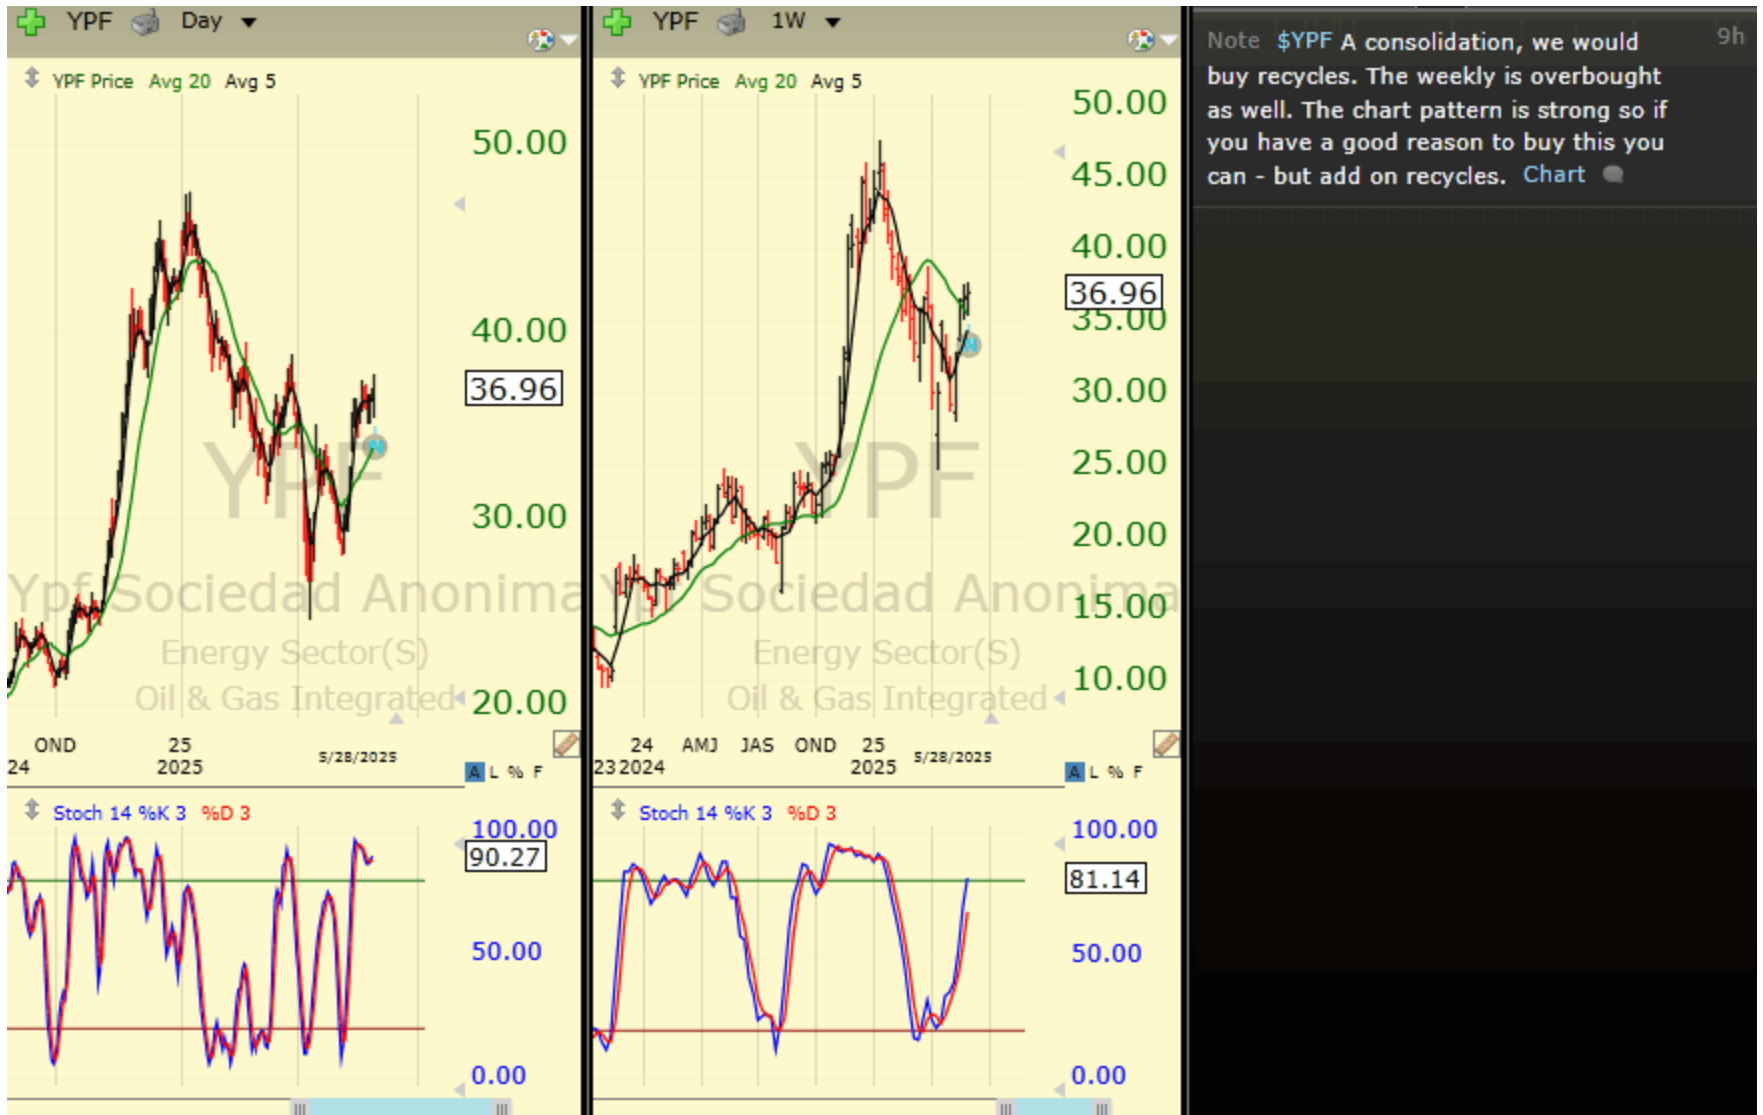 YPF Day
YPF Price Avg 20 Avg 5
50.00
40.00
36.96
30.00
20.00
N
YPF
Ypf Sociedad Anonima
Energy Sector(S)
Oil & Gas Integrated
OND 25 5/28/2025
24 2025
A L % F
Stoch 14 %K 3 %D 3
100.00
90.27
50.00
0.00
YPF 1W
YPF Price Avg 20 Avg 5
50.00
45.00
40.00
36.96
35.00
30.00
25.00
20.00
15.00
10.00
N
YPF
Ypf Sociedad Anonima
Energy Sector(S)
Oil & Gas Integrated
24 AMJ JAS OND 25 5/28/2025
23 2024 2025
A L % F
Stoch 14 %K 3 %D 3
100.00
81.14
50.00
0.00
Note $YPF A consolidation, we would 9h
buy recycles. The weekly is overbought
as well. The chart pattern is strong so if
you have a good reason to buy this you
can - but add on recycles. Chart